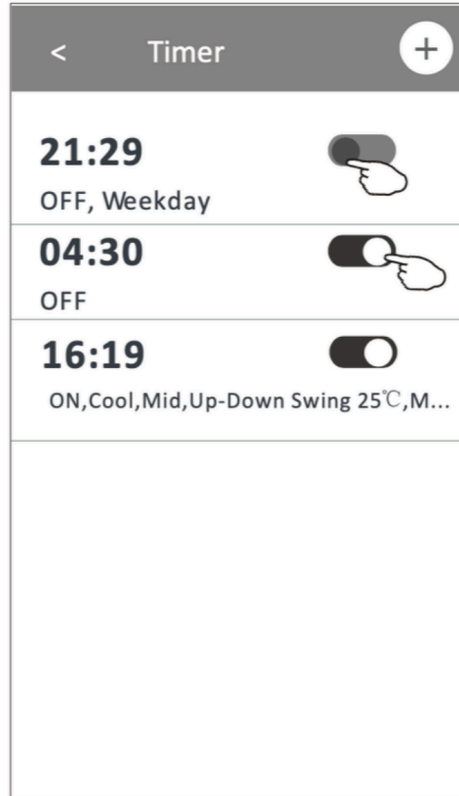 < Timer +
21:29
OFF, Weekday
04:30
OFF
16:19
ON,Cool,Mid,Up-Down Swing 25℃,M...